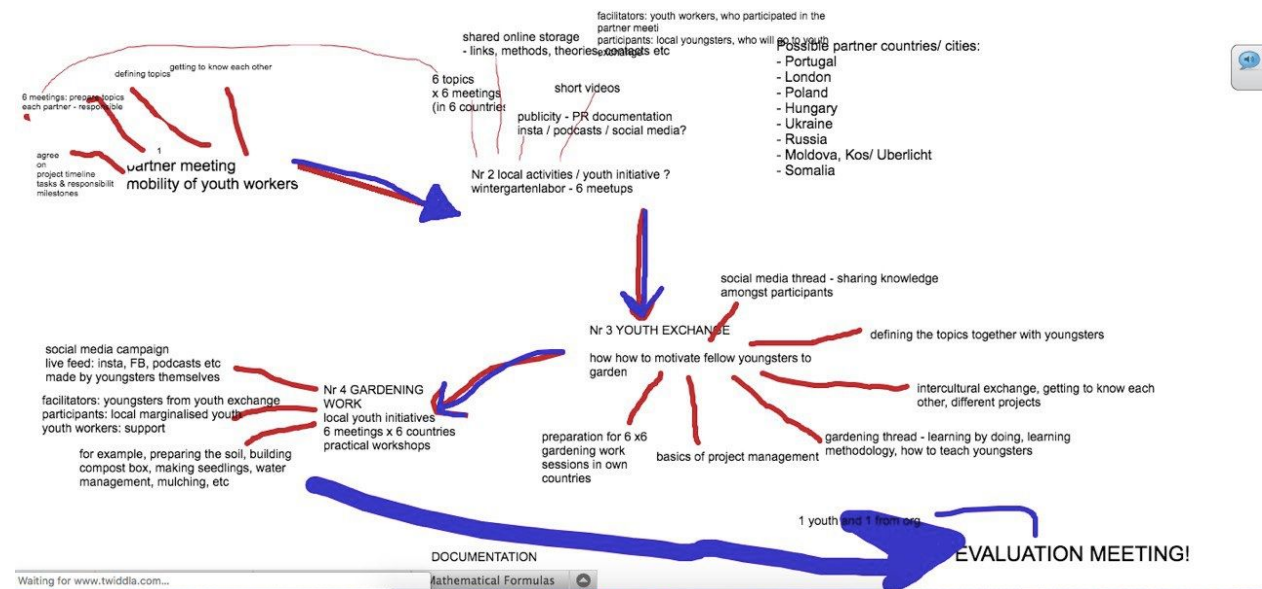 facilitators: youth workers, who participated in the
partner meeti
participants: local youngsters, who will go to youth
exchange
shared online storage
- links, methods, theories, contacts etc
Possible partner countries/ cities:
- Portugal
- London
- Poland
- Hungary
- Ukraine
- Russia
- Moldova, Kos/ Uberlicht
- Somalia
getting to know each other
defining topics
6 meetings: prepare topics
each partner - responsible
6 topics
x 6 meetings
(in 6 countries
short videos
publicity - PR documentation
insta / podcasts / social media?
1
partner meeting
mobility of youth workers
agree
on
project timeline
tasks & responsibilit
milestones
Nr 2 local activities / youth initiative ?
wintergartenlabor - 6 meetups
social media thread - sharing knowledge
amongst participants
Nr 3 YOUTH EXCHANGE
defining the topics together with youngsters
how how to motivate fellow youngsters to
garden
intercultural exchange, getting to know each
other, different projects
social media campaign
live feed: insta, FB, podcasts etc
made by youngsters themselves
Nr 4 GARDENING
WORK
local youth initiatives
6 meetings x 6 countries
practical workshops
facilitators: youngsters from youth exchange
participants: local marginalised youth
youth workers: support
for example, preparing the soil, building
compost box, making seedlings, water
management, mulching, etc
preparation for 6 x6
gardening work
sessions in own
countries
basics of project management
gardening thread - learning by doing, learning
methodology, how to teach youngsters
1 youth and 1 from org
EVALUATION MEETING!
DOCUMENTATION
Waiting for www.twiddla.com...
Mathematical Formulas